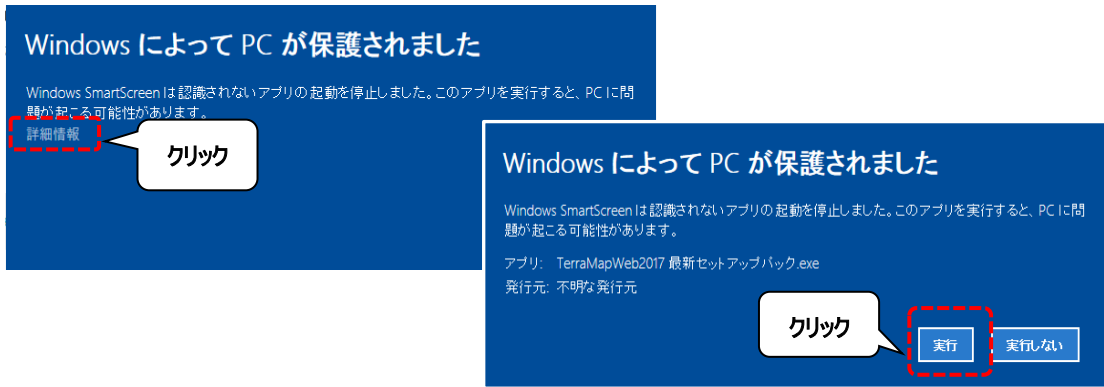 Windows によって PC が保護されました
Windows SmartScreen は認識されないアプリの起動を停止しました。このアプリを実行すると、PC に問
題が起こる可能性があります。
詳細情報
クリック
Windows によって PC が保護されました
Windows SmartScreen は認識されないアプリの起動を停止しました。このアプリを実行すると、PC に問
題が起こる可能性があります。
アプリ: TerraMapWeb2017 最新セットアップパック.exe
発行元: 不明な発行元
クリック
実行
実行しない